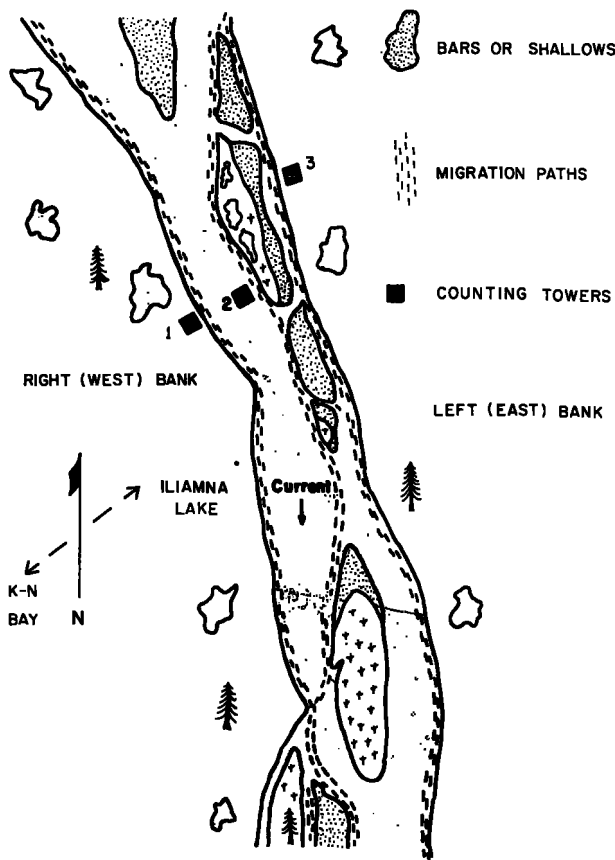 BARS OR SHALLOWS
3
MIGRATION PATHS
2
COUNTING TOWERS
1
RIGHT (WEST) BANK
LEFT (EAST) BANK
ILIAMNA
LAKE
Current
K-N
BAY
N